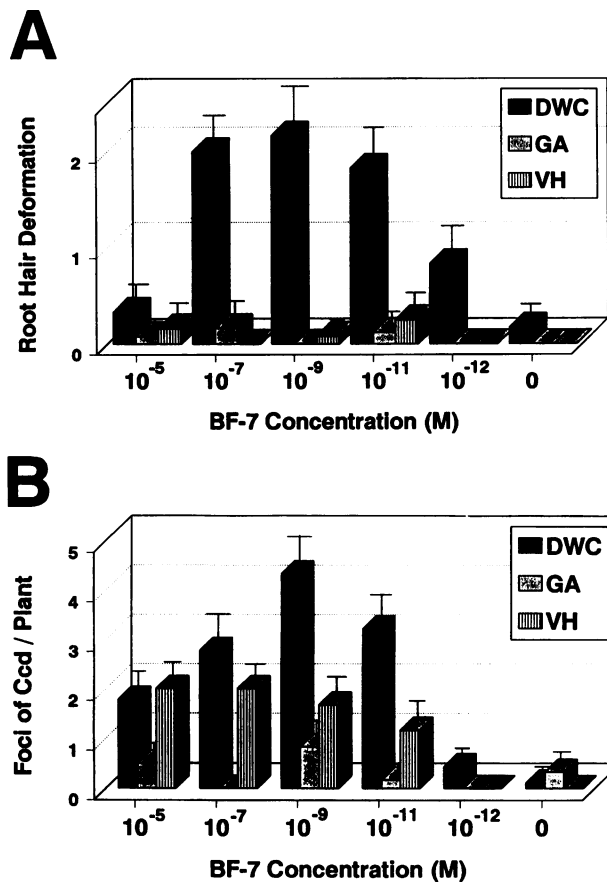 A
Root Hair Deformation
2
1
0
DWC
GA
VH
10⁻⁵ 10⁻⁷ 10⁻⁹ 10⁻¹¹ 10⁻¹² 0
BF-7 Concentration (M)
B
Foci of Ccd / Plant
5
4
3
2
1
0
DWC
GA
VH
10⁻⁵ 10⁻⁷ 10⁻⁹ 10⁻¹¹ 10⁻¹² 0
BF-7 Concentration (M)